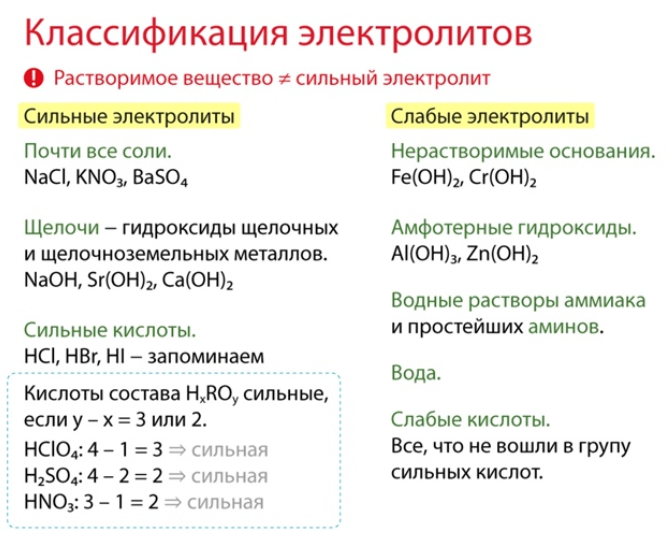 Классификация электролитов
! Растворимое вещество ≠ сильный электролит
Сильные электролиты
Почти все соли.
NaCl, KNO₃, BaSO₄
Щелочи – гидроксиды щелочных
и щелочноземельных металлов.
NaOH, Sr(OH)₂, Ca(OH)₂
Сильные кислоты.
HCl, HBr, HI – запоминаем
Кислоты состава HₓROᵧ сильные,
если y – x = 3 или 2.
HClO₄: 4 – 1 = 3 ⇒ сильная
H₂SO₄: 4 – 2 = 2 ⇒ сильная
HNO₃: 3 – 1 = 2 ⇒ сильная
Слабые электролиты
Нерастворимые основания.
Fe(OH)₂, Cr(OH)₂
Амфотерные гидроксиды.
Al(OH)₃, Zn(OH)₂
Водные растворы аммиака
и простейших аминов.
Вода.
Слабые кислоты.
Все, что не вошли в групу
сильных кислот.